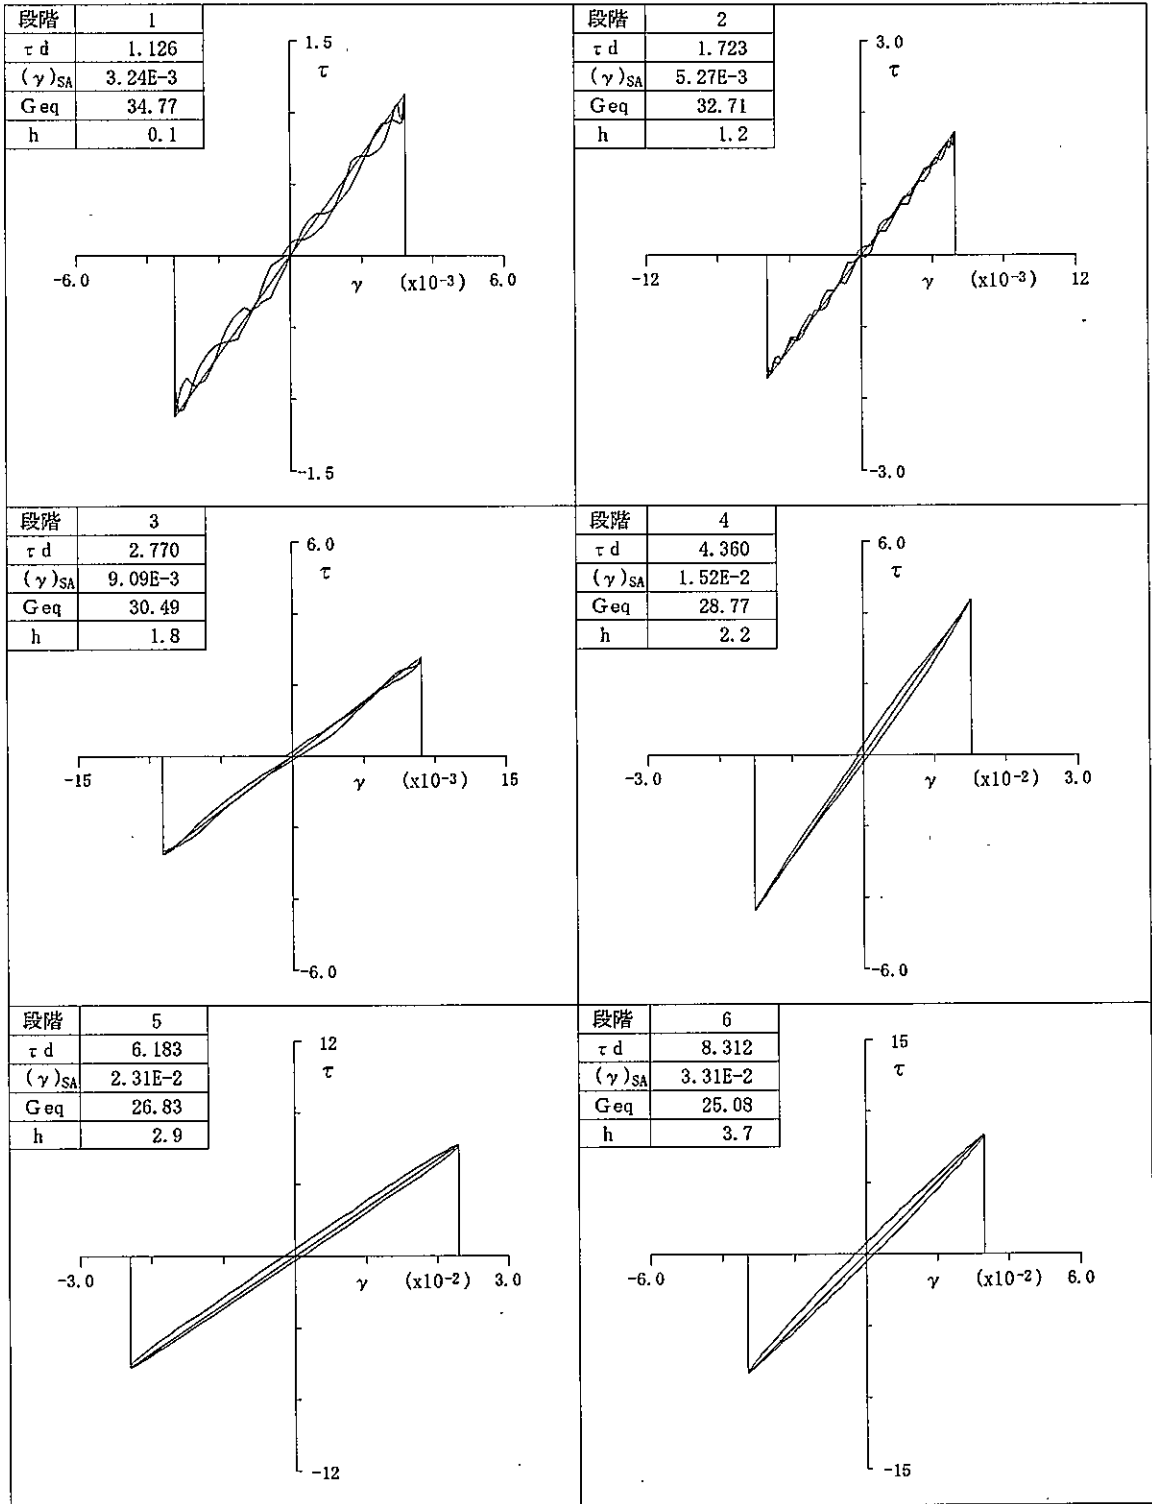 段階 1
τd 1.126
(γ)SA 3.24E-3
Geq 34.77
h 0.1
1.5
τ
-6.0 γ (x10-3) 6.0
-1.5
段階 2
τd 1.723
(γ)SA 5.27E-3
Geq 32.71
h 1.2
3.0
τ
-12 γ (x10-3) 12
-3.0
段階 3
τd 2.770
(γ)SA 9.09E-3
Geq 30.49
h 1.8
6.0
τ
-15 γ (x10-3) 15
-6.0
段階 4
τd 4.360
(γ)SA 1.52E-2
Geq 28.77
h 2.2
6.0
τ
-3.0 γ (x10-2) 3.0
-6.0
段階 5
τd 6.183
(γ)SA 2.31E-2
Geq 26.83
h 2.9
12
τ
-3.0 γ (x10-2) 3.0
-12
段階 6
τd 8.312
(γ)SA 3.31E-2
Geq 25.08
h 3.7
15
τ
-6.0 γ (x10-2) 6.0
-15